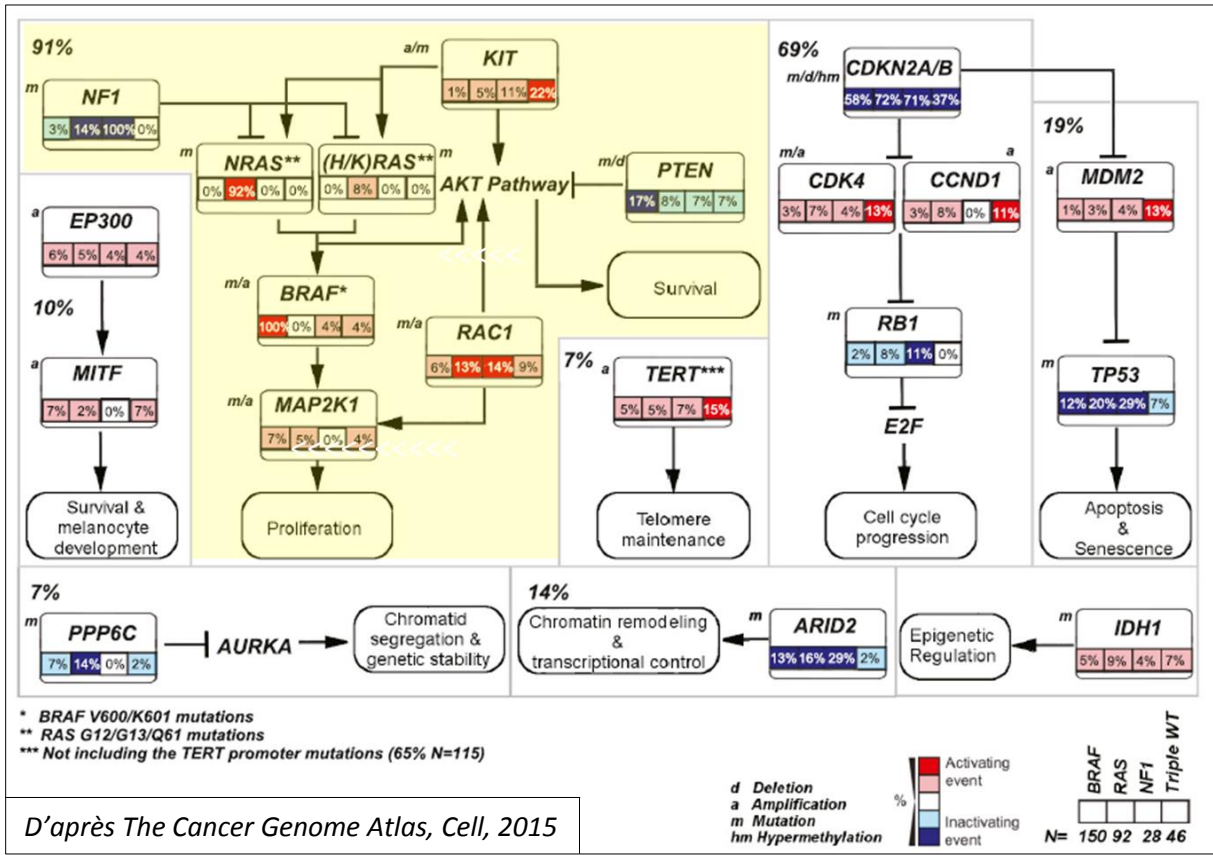 91%
a/m
KIT
1% 5% 11% 22%
m
NF1
3% 14% 100% 0%
m
NRAS**
0% 92% 0% 0%
(H/K)RAS**
m
0% 8% 0% 0%
AKT Pathway
m/d
PTEN
17% 8% 7% 7%
Survival
a
EP300
6% 5% 4% 4%
10%
a
MITF
7% 2% 0% 7%
Survival &
melanocyte
development
m/a
BRAF*
100% 0% 4% 4%
m/a
RAC1
6% 13% 14% 9%
m/a
MAP2K1
7% 5% 0% 4%
Proliferation
<<<<<
<<<<<<<<<<
7%
a
TERT***
5% 5% 7% 15%
Telomere
maintenance
69%
m/d/hm
CDKN2A/B
58% 72% 71% 37%
m/a
CDK4
3% 7% 4% 13%
a
CCND1
3% 8% 0% 11%
m
RB1
2% 8% 11% 0%
E2F
Cell cycle
progression
19%
a
MDM2
1% 3% 4% 13%
m
TP53
12% 20% 29% 7%
Apoptosis
&
Senescence
7%
m
PPP6C
7% 14% 0% 2%
AURKA
Chromatid
segregation &
genetic stability
14%
Chromatin remodeling
&
transcriptional control
m
ARID2
13% 16% 29% 2%
Epigenetic
Regulation
m
IDH1
5% 9% 4% 7%
* BRAF V600/K601 mutations
** RAS G12/G13/Q61 mutations
*** Not including the TERT promoter mutations (65% N=115)
d Deletion
a Amplification
m Mutation
hm Hypermethylation
%
Activating
event
Inactivating
event
BRAF
RAS
NF1
Triple WT
N= 150 92 28 46
D’après The Cancer Genome Atlas, Cell, 2015